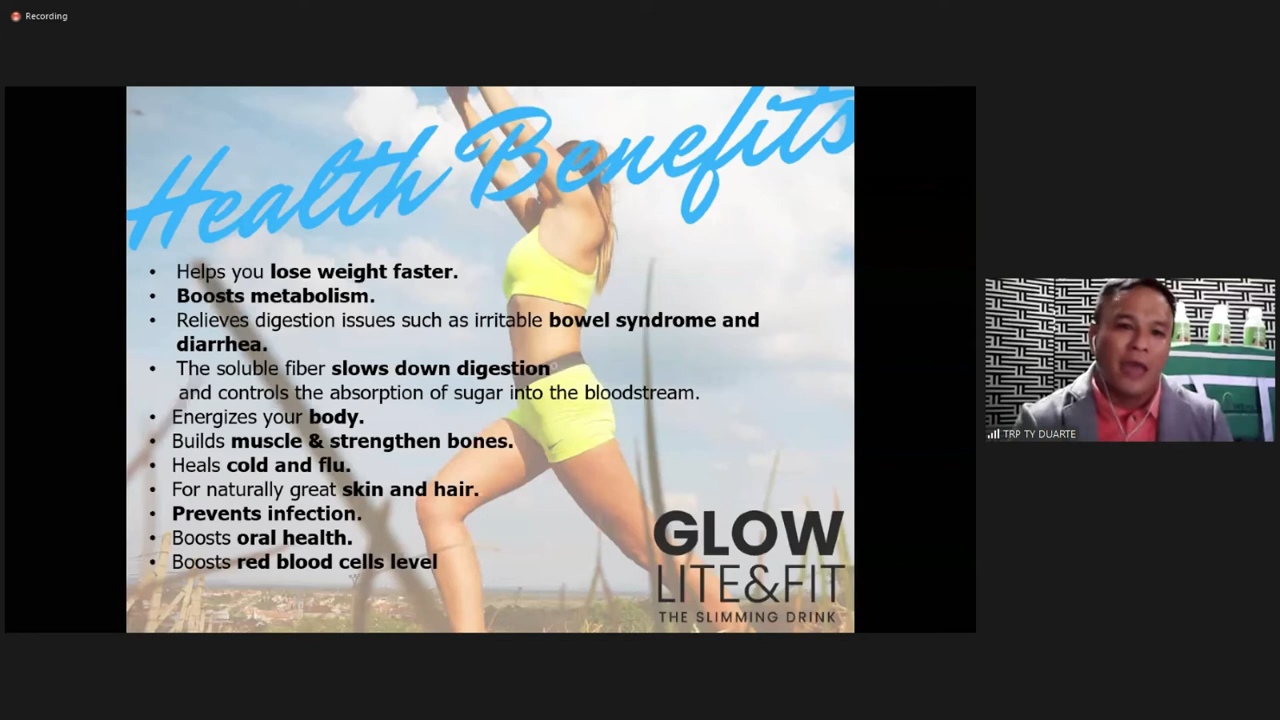 Recording
Health Benefits
• Helps you lose weight faster.
• Boosts metabolism.
• Relieves digestion issues such as irritable bowel syndrome and
diarrhea.
• The soluble fiber slows down digestion
and controls the absorption of sugar into the bloodstream.
• Energizes your body.
• Builds muscle & strengthen bones.
• Heals cold and flu.
• For naturally great skin and hair.
• Prevents infection.
• Boosts oral health.
• Boosts red blood cells level
GLOW
LITE&FIT
THE SLIMMING DRINK
TRP TY DUARTE